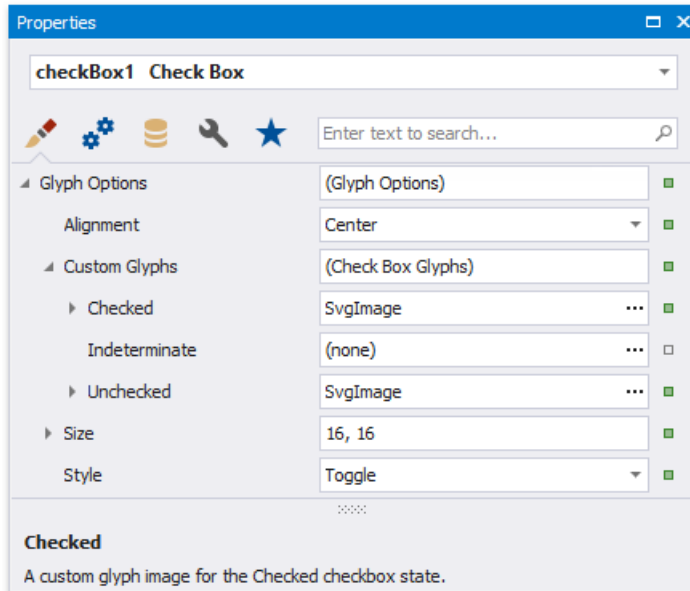 Properties
checkBox1 Check Box
Enter text to search...
Glyph Options (Glyph Options)
Alignment Center
Custom Glyphs (Check Box Glyphs)
Checked SvgImage ...
Indeterminate (none) ...
Unchecked SvgImage ...
Size 16, 16
Style Toggle
Checked
A custom glyph image for the Checked checkbox state.